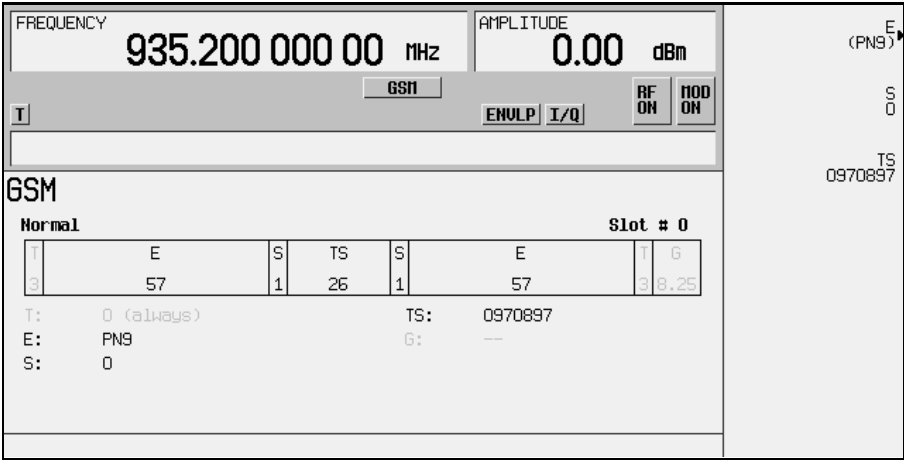 FREQUENCY
935.200 000 00 MHz
AMPLITUDE
0.00 dBm
GSM
T
ENVLP I/Q
RF ON
MOD ON
GSM
Normal Slot # 0
T E S TS S E T G
3 57 1 26 1 57 3 8.25
T: 0 (always) TS: 0970897
E: PN9 G: --
S: 0
E
(PN9)
S
0
TS
0970897